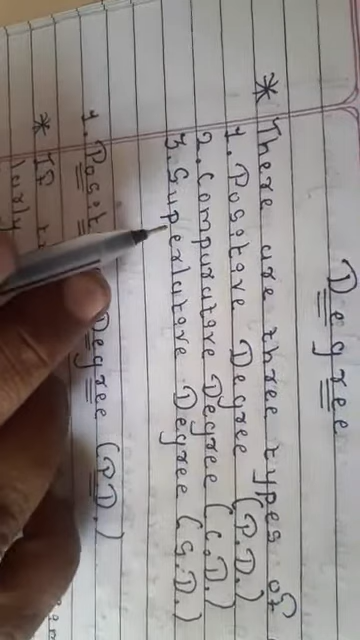 Degree
* There are three types of
1. Positive Degree (P.D.)
2. Comparative Degree (C.D.)
3. Superlative Degree (S.D.)
1. Posit Degree (P.D.)
* If